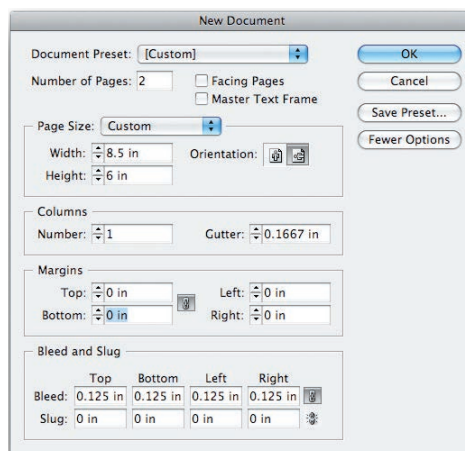 New Document
Document Preset: [Custom]
OK
Number of Pages: 2
Facing Pages
Cancel
Master Text Frame
Save Preset...
Page Size: Custom
Fewer Options
Width: 8.5 in
Orientation:
Height: 6 in
Columns
Number: 1
Gutter: 0.1667 in
Margins
Top: 0 in
Left: 0 in
Bottom: 0 in
Right: 0 in
Bleed and Slug
Top Bottom Left Right
Bleed: 0.125 in 0.125 in 0.125 in 0.125 in
Slug: 0 in 0 in 0 in 0 in